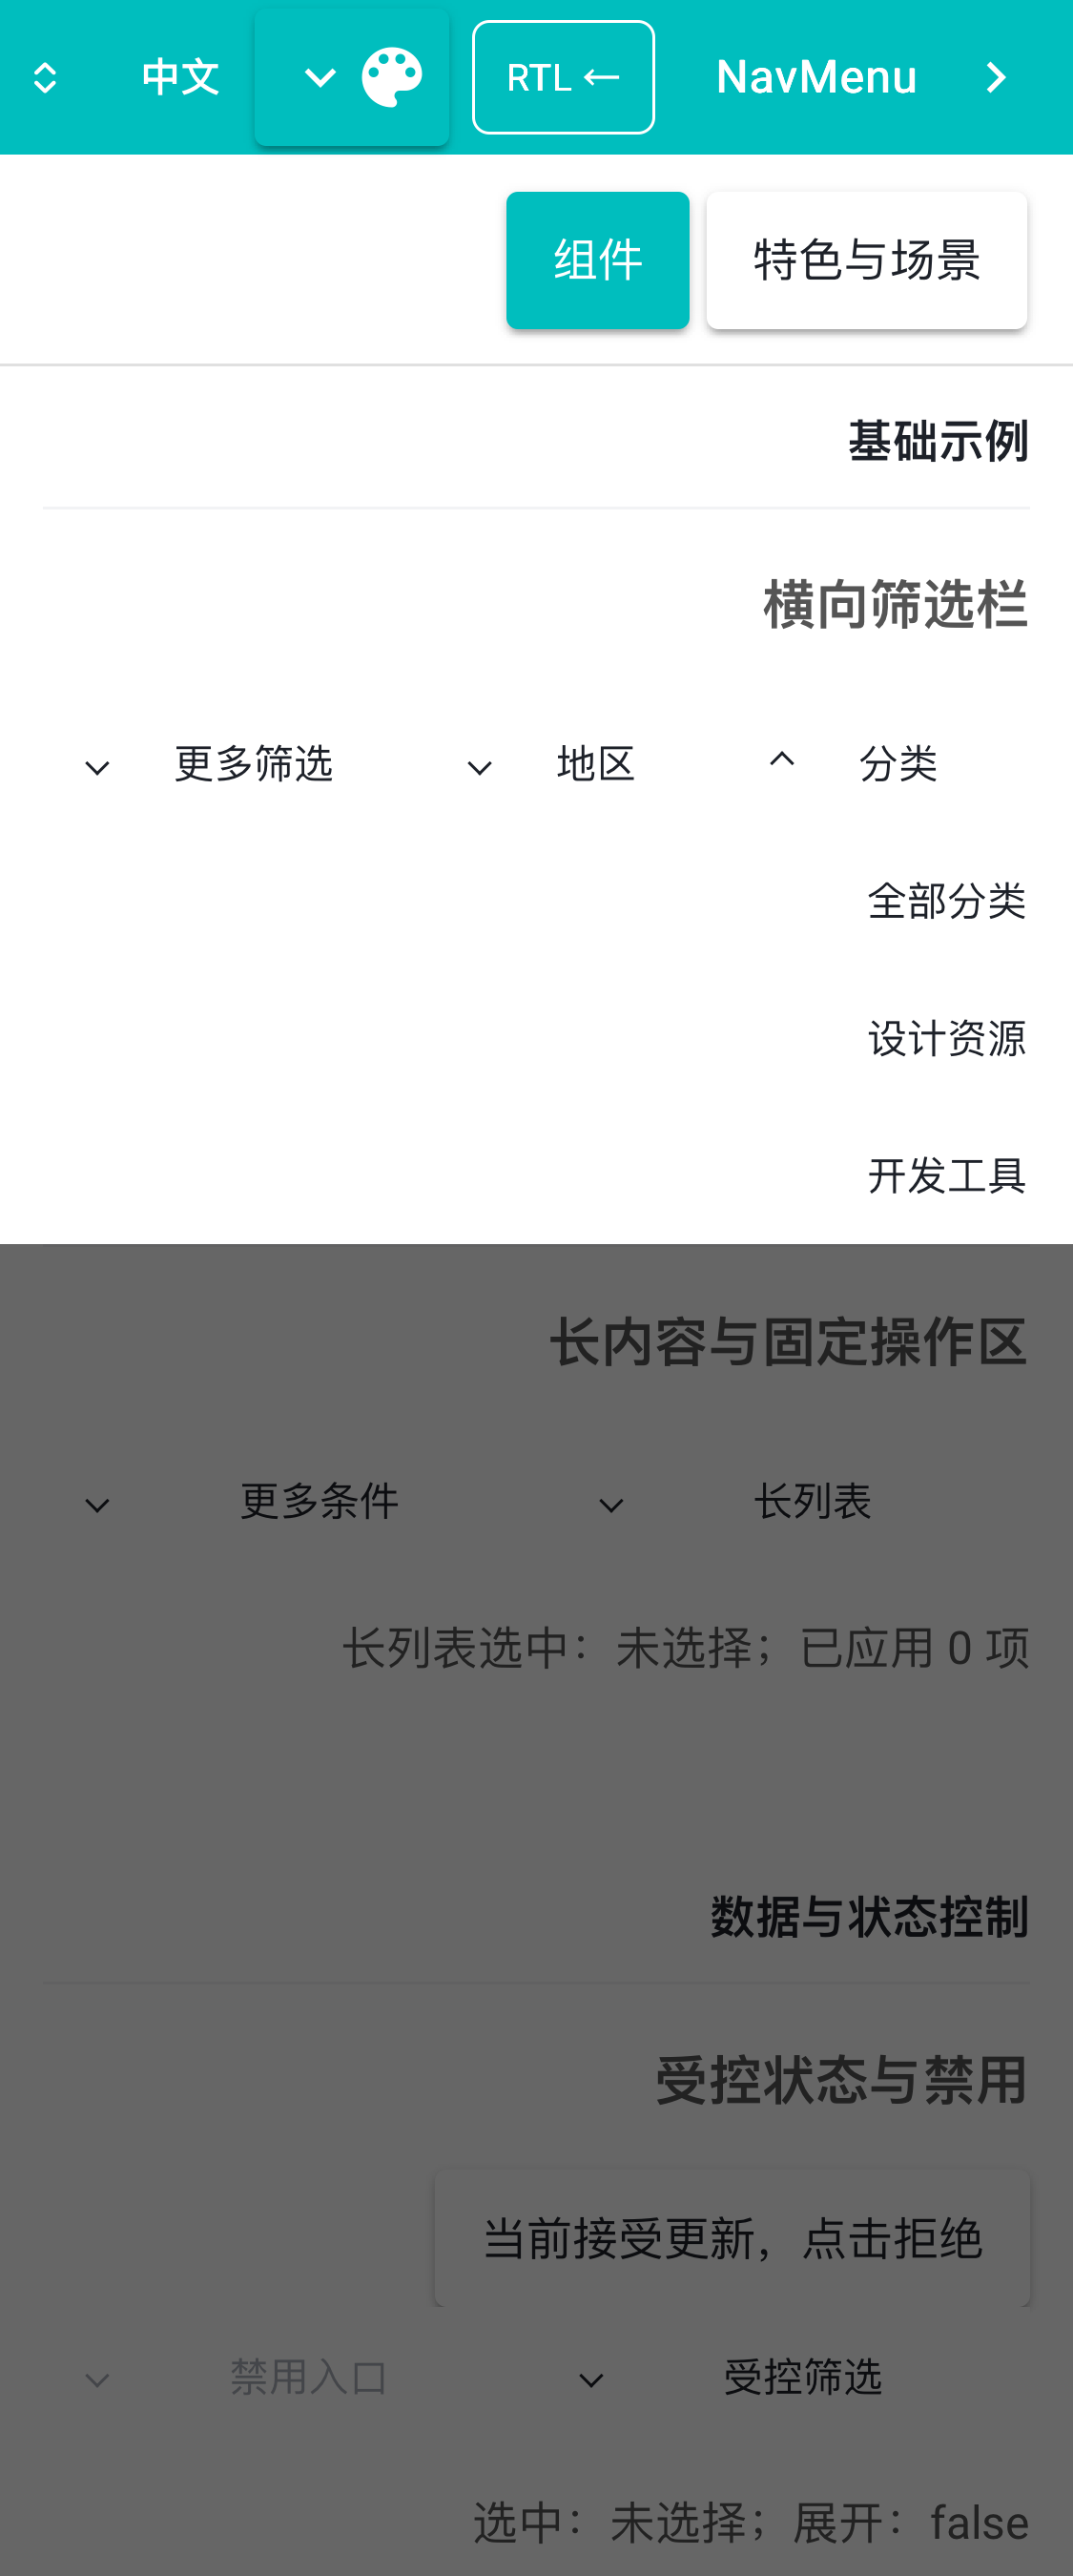 NavMenu RTL ← 中文
特色与场景 组件
基础示例
横向筛选栏
分类 地区 更多筛选
全部分类
设计资源
开发工具
长内容与固定操作区
长列表 更多条件
长列表选中：未选择；已应用 0 项
数据与状态控制
受控状态与禁用
当前接受更新，点击拒绝
受控筛选 禁用入口
选中：未选择；展开：false